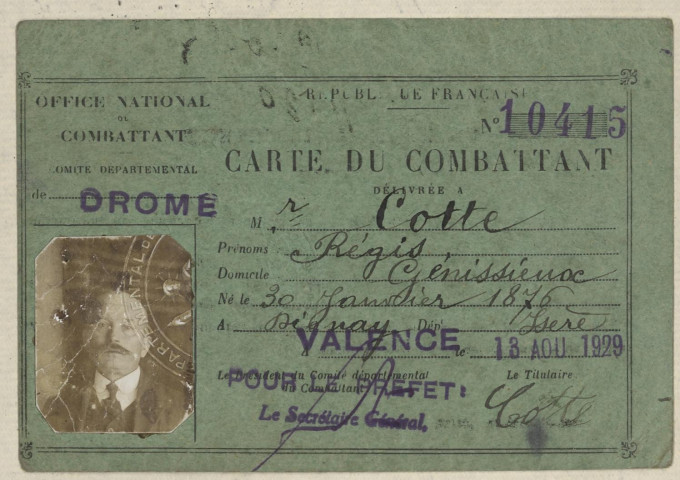 OFFICE NATIONAL
DU
COMBATTANT
COMITÉ DÉPARTEMENTAL
de DROME
RÉPUBLIQUE FRANÇAISE
N° 10415
CARTE DU COMBATTANT
DÉLIVRÉE A
M r Cotte
Prénoms Régis
Domicile Génissieux
Né le 30 Janvier 1876
A Dépt Isère
VALENCE le 13 AOU 1929
Le Président du Comité départemental
du Combattant
Le Titulaire
POUR LE PREFET:
Le Secrétaire Général,
Cotte
PARTEMENTAL D